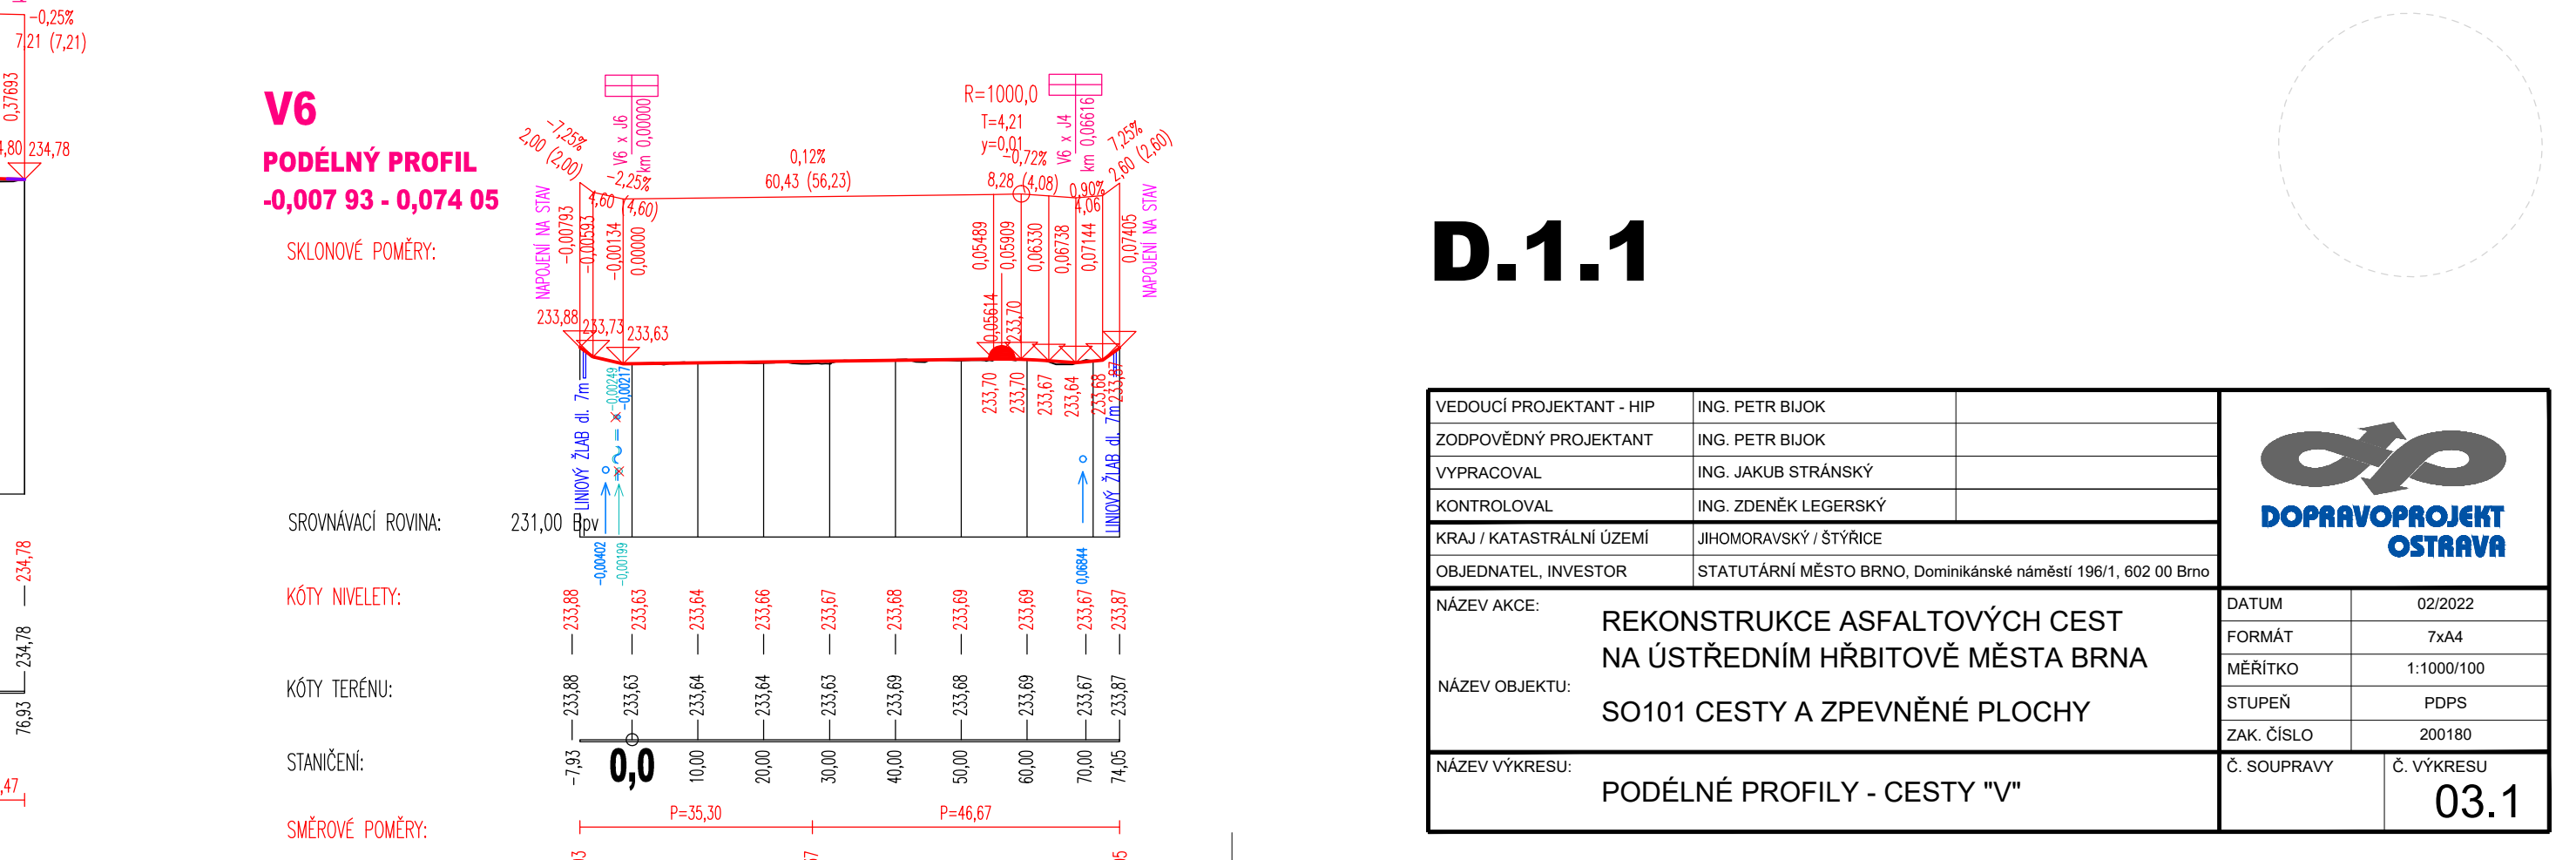 -0,25%
7,21 (7,21)
0,37693
234,78
234,78
234,78
76,93
,47
V6
PODÉLNÝ PROFIL
-0,007 93 - 0,074 05
SKLONOVÉ POMĚRY:
NAPOJENÍ NA STAV
-7,25%
2,00 (2,00)
-2,25%
4,60 (4,60)
V6 x J6
km 0,00000
0,12%
60,43 (56,23)
R=1000,0
T=4,21
y=0,01
-0,72%
8,28 (4,08)
V6 x J4
km 0,06616
0,90%
4,06
7,25%
2,60 (2,60)
NAPOJENÍ NA STAV
-0,00793
-0,00593
-0,00134
0,00000
0,05489
0,05909
0,06330
0,06738
0,07144
0,07405
0,05614
233,70
233,88
233,73
233,63
233,70
233,70
233,67
233,64
233,68
233,87
LINIOVÝ ŽLAB dl. 7m
-0,00249
-0,00217
LINIOVÝ ŽLAB dl. 7m
SROVNÁVACÍ ROVINA: 231,00 Bpv
-0,00402
-0,00199
0,06844
KÓTY NIVELETY: 233,88 233,63 233,64 233,66 233,67 233,68 233,69 233,69 233,67 233,87
KÓTY TERÉNU: 233,88 233,63 233,64 233,64 233,63 233,69 233,68 233,69 233,67 233,87
STANIČENÍ: -7,93 0,0 10,00 20,00 30,00 40,00 50,00 60,00 70,00 74,05
SMĚROVÉ POMĚRY: P=35,30 P=46,67
D.1.1
VEDOUCÍ PROJEKTANT - HIP ING. PETR BIJOK
ZODPOVĚDNÝ PROJEKTANT ING. PETR BIJOK
VYPRACOVAL ING. JAKUB STRÁNSKÝ
KONTROLOVAL ING. ZDENĚK LEGERSKÝ
KRAJ / KATASTRÁLNÍ ÚZEMÍ JIHOMORAVSKÝ / ŠTÝŘICE
OBJEDNATEL, INVESTOR STATUTÁRNÍ MĚSTO BRNO, Dominikánské náměstí 196/1, 602 00 Brno
DOPRAVOPROJEKT
OSTRAVA
NÁZEV AKCE:
REKONSTRUKCE ASFALTOVÝCH CEST
NA ÚSTŘEDNÍM HŘBITOVĚ MĚSTA BRNA
NÁZEV OBJEKTU:
SO101 CESTY A ZPEVNĚNÉ PLOCHY
DATUM 02/2022
FORMÁT 7xA4
MĚŘÍTKO 1:1000/100
STUPEŇ PDPS
ZAK. ČÍSLO 200180
NÁZEV VÝKRESU:
PODÉLNÉ PROFILY - CESTY "V"
Č. SOUPRAVY
Č. VÝKRESU
03.1